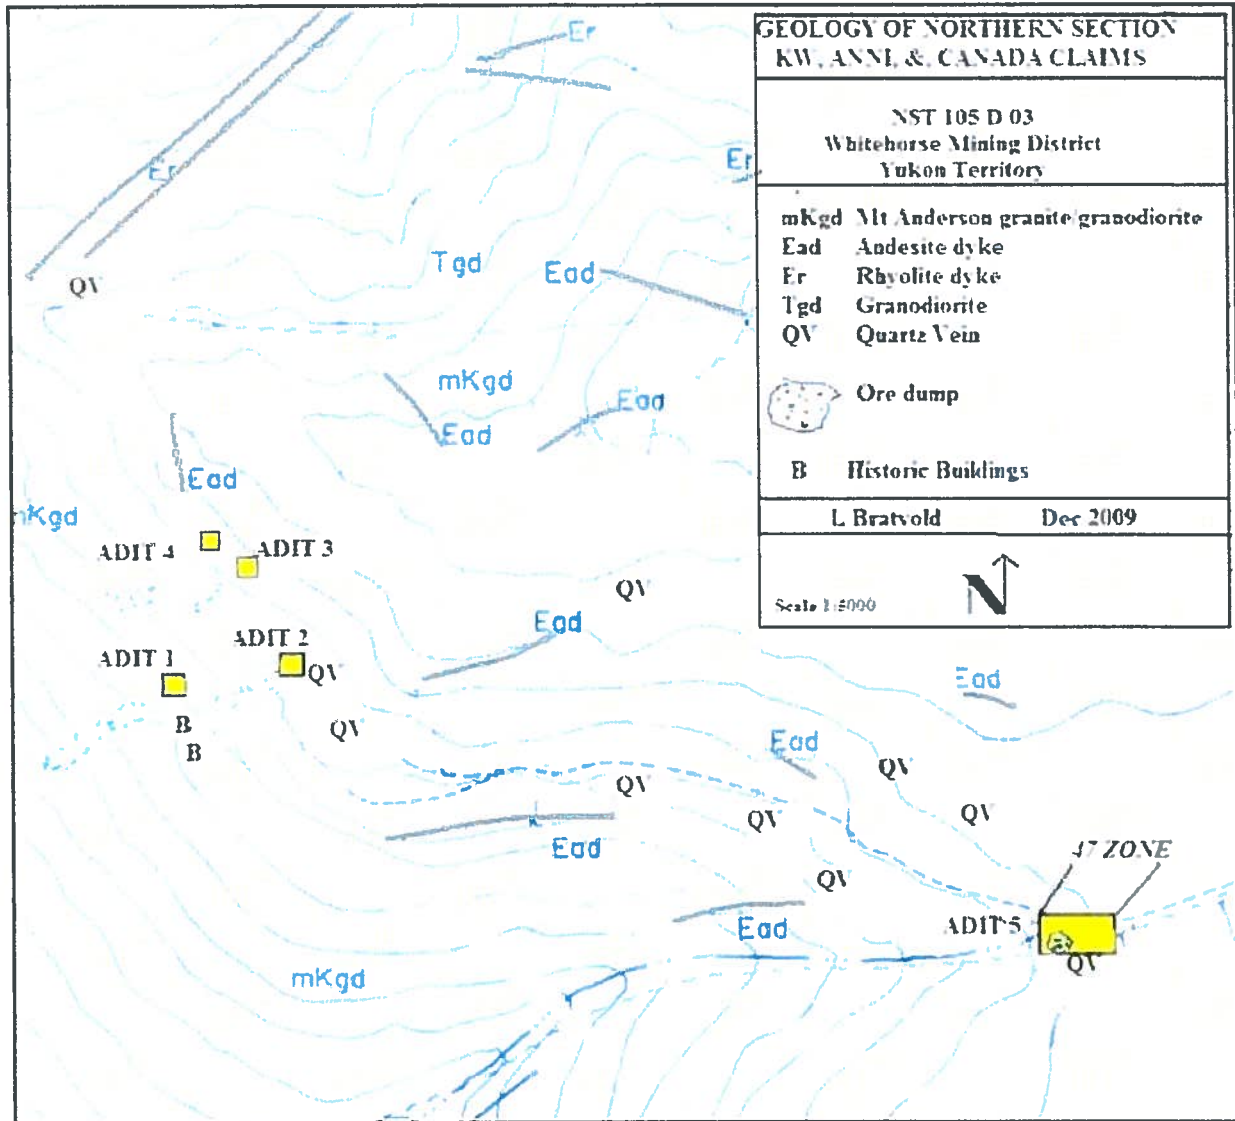 GEOLOGY OF NORTHERN SECTION
KW, ANNI, & CANADA CLAIMS
NST 105 D 03
Whitehorse Mining District
Yukon Territory
mKgd Mt Anderson granite/granodiorite
Ead Andesite dyke
Er Rhyolite dyke
Tgd Granodiorite
QV Quartz Vein
Ore dump
B Historic Buildings
L Bratvold Dec 2009
Scale 1:5000
N
Er
Er
Er
Tgd
Ead
QV
mKgd
Ead
Ead
Ead
mKgd
ADIT 4
ADIT 3
QV
Ead
ADIT 2
ADIT 1
QV
Ead
B
QV
B
Ead
QV
QV
QV
QV
Ead
47 ZONE
QV
Ead
ADIT 5
QV
mKgd